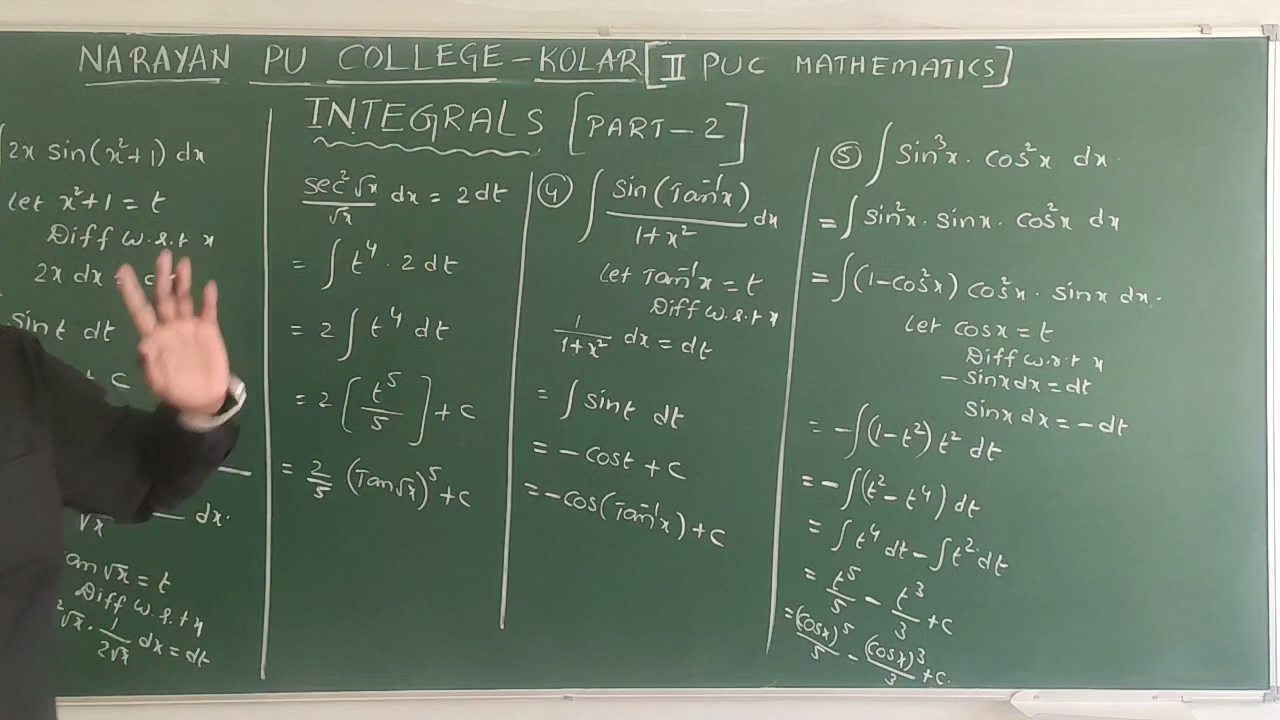 NARAYAN PU COLLEGE - KOLAR [II PUC MATHEMATICS]
INTEGRALS [PART-2]
∫2x sin(x²+1) dx
Let x²+1 = t
Diff w.r.t x
2x dx =
sint dt
+ c
√x dx.
Tan√x = t
Diff w.r.t x
²√x · 1/(2√x) dx = dt
sec²√x/√x dx = 2dt
= ∫ t⁴ · 2 dt
= 2 ∫ t⁴ dt
= 2 [t⁵/5] + c
= 2/5 (Tan√x)⁵ + c
④ ∫ sin(Tan⁻¹x)/(1+x²) dx
Let Tan⁻¹x = t
Diff w.r.t x
1/(1+x²) dx = dt
= ∫ sint dt
= -cost + c
= -cos(Tan⁻¹x) + c
⑤ ∫ Sin³x · cos²x dx.
= ∫ sin²x · sinx · cos²x dx
= ∫ (1-cos²x) cos²x · sinx dx.
Let cosx = t
Diff w.r.t x
- sinx dx = dt
sinx dx = -dt
= -∫(1-t²) t² dt
= -∫(t² - t⁴) dt
= ∫ t⁴ dt - ∫ t² · dt
= t⁵/5 - t³/3 + c
= (cosx)⁵/5 - (cosx)³/3 + c.